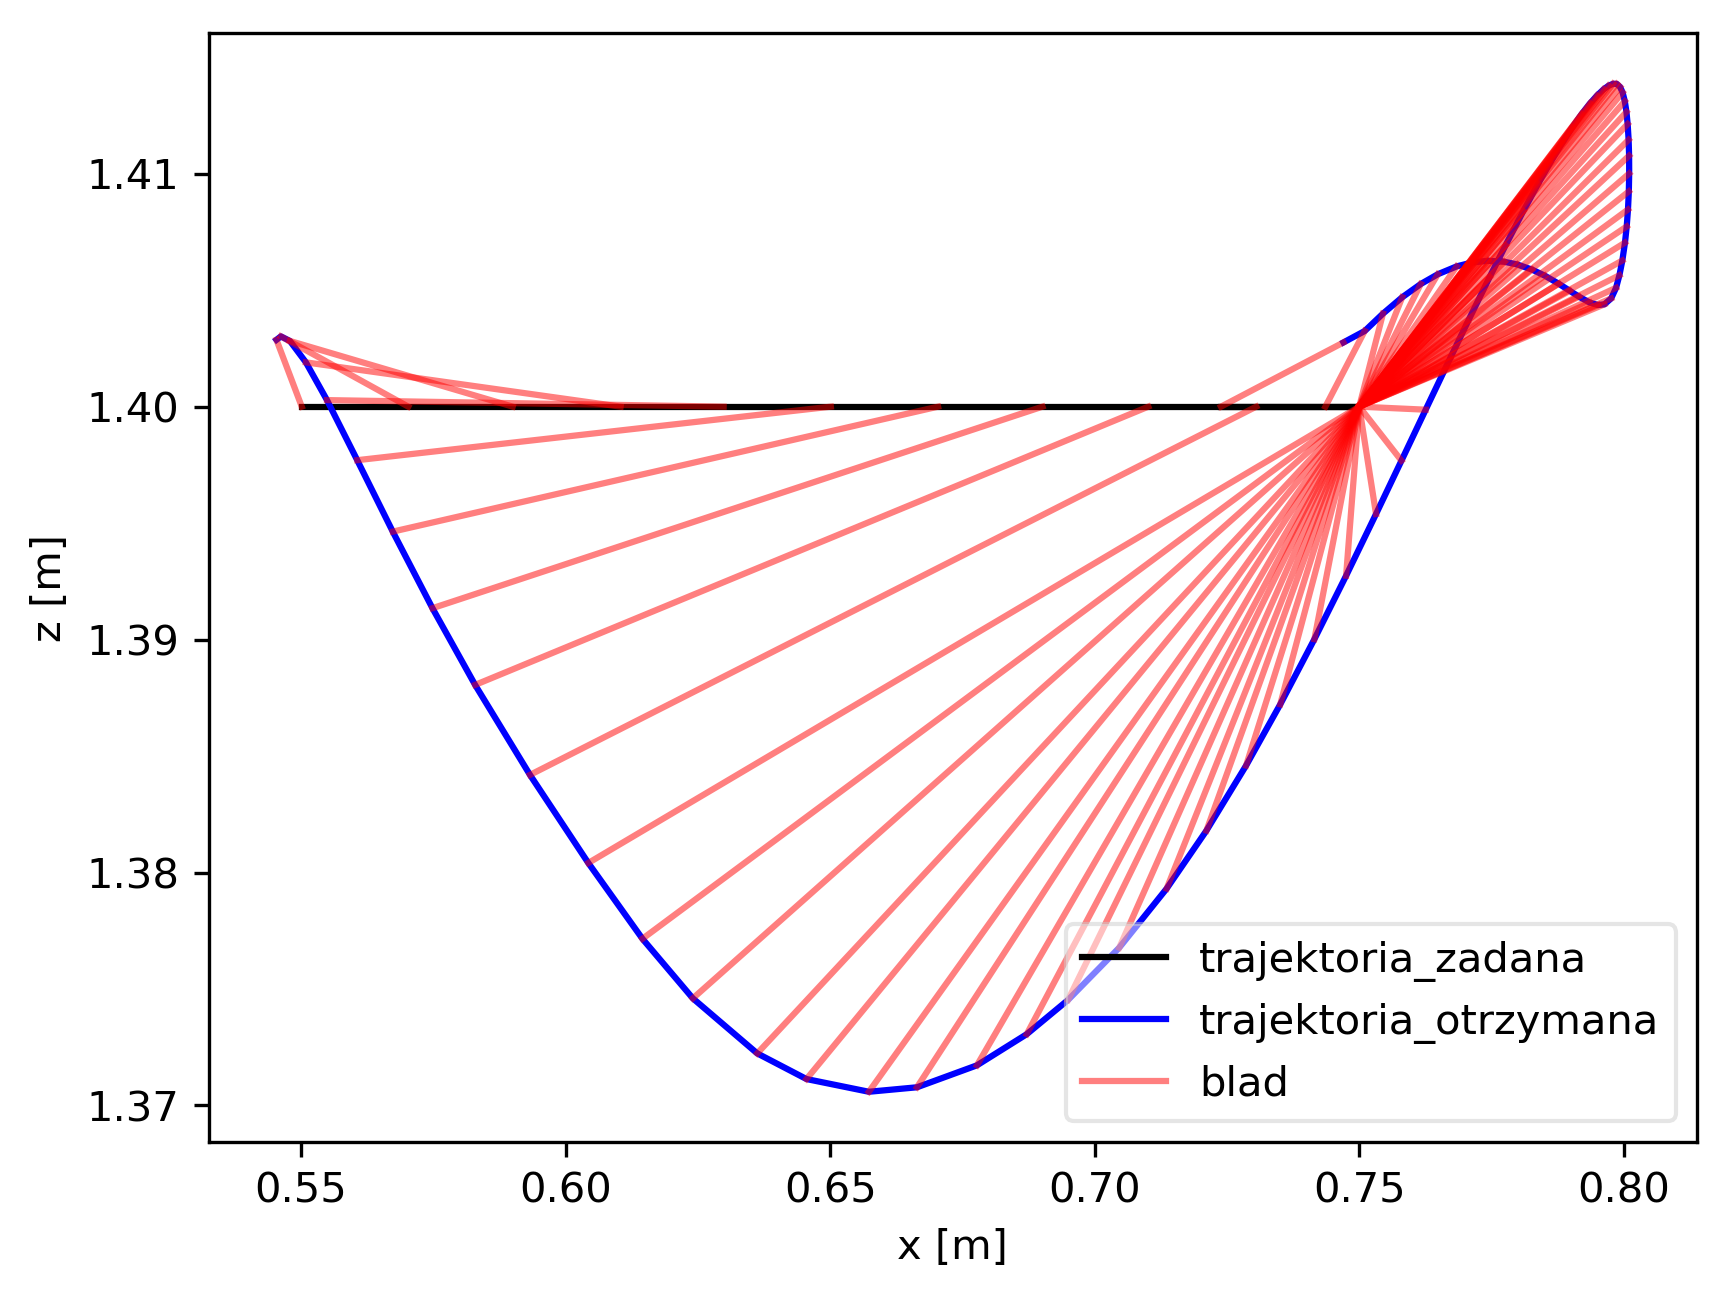 1.41
1.40
1.39
1.38
1.37
z [m]
0.55 0.60 0.65 0.70 0.75 0.80
x [m]
trajektoria_zadana
trajektoria_otrzymana
blad